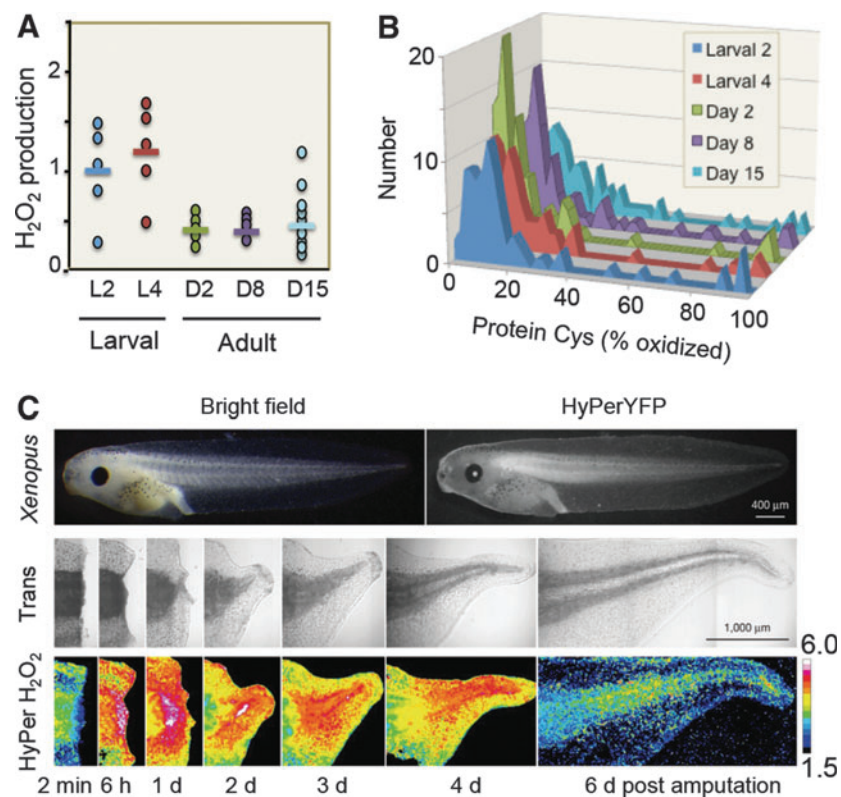 A
H₂O₂ production
2
1
0
L2 L4 D2 D8 D15
Larval Adult
B
Number
20
10
0
Larval 2
Larval 4
Day 2
Day 8
Day 15
0 20 40 60 80 100
Protein Cys (% oxidized)
C
Bright field HyPerYFP
Xenopus
400 µm
Trans
1,000 µm
HyPer H₂O₂
6.0
1.5
2 min 6 h 1 d 2 d 3 d 4 d 6 d post amputation